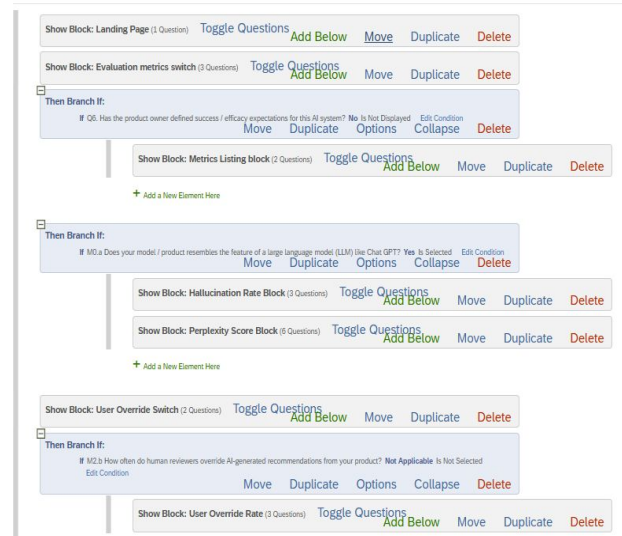 Show Block: Landing Page (1 Question) Toggle Questions
Add Below Move Duplicate Delete
Show Block: Evaluation metrics switch (3 Questions) Toggle Questions
Add Below Move Duplicate Delete
Then Branch If:
If Q6. Has the product owner defined success / efficacy expectations for this AI system? No Is Not Displayed Edit Condition
Move Duplicate Options Collapse Delete
Show Block: Metrics Listing block (2 Questions) Toggle Questions
Add Below Move Duplicate Delete
+ Add a New Element Here
Then Branch If:
If M0.a Does your model / product resembles the feature of a large language model (LLM) like Chat GPT? Yes Is Selected Edit Condition
Move Duplicate Options Collapse Delete
Show Block: Hallucination Rate Block (3 Questions) Toggle Questions
Add Below Move Duplicate Delete
Show Block: Perplexity Score Block (6 Questions) Toggle Questions
Add Below Move Duplicate Delete
+ Add a New Element Here
Show Block: User Override Switch (2 Questions) Toggle Questions
Add Below Move Duplicate Delete
Then Branch If:
If M2.b How often do human reviewers override AI-generated recommendations from your product? Not Applicable Is Not Selected
Edit Condition
Move Duplicate Options Collapse Delete
Show Block: User Override Rate (3 Questions) Toggle Questions
Add Below Move Duplicate Delete